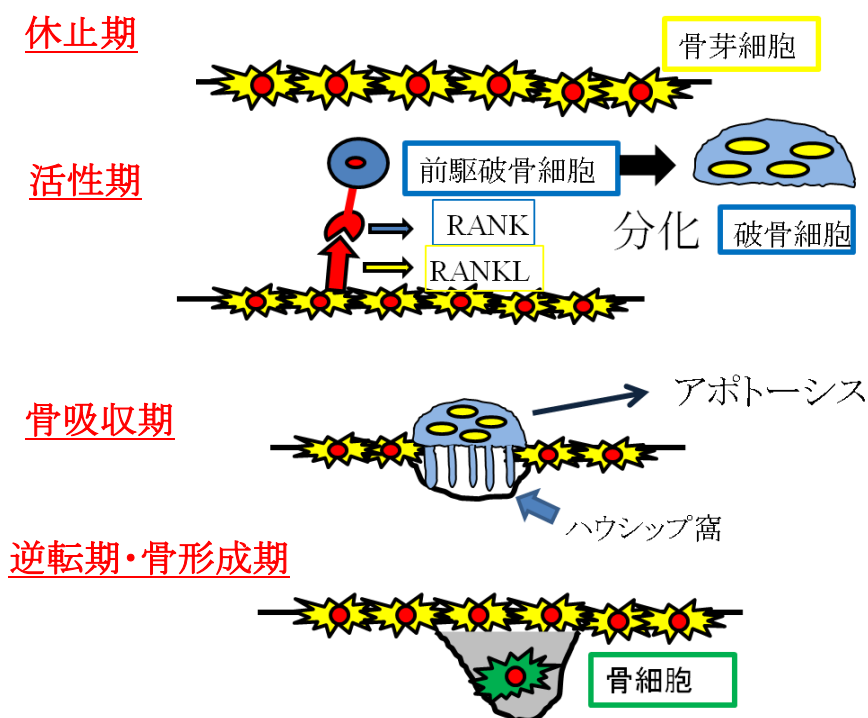 休止期
骨芽細胞
活性期
前駆破骨細胞
RANK
分化
破骨細胞
RANKL
骨吸収期
アポトーシス
ハウシップ窩
逆転期・骨形成期
骨細胞